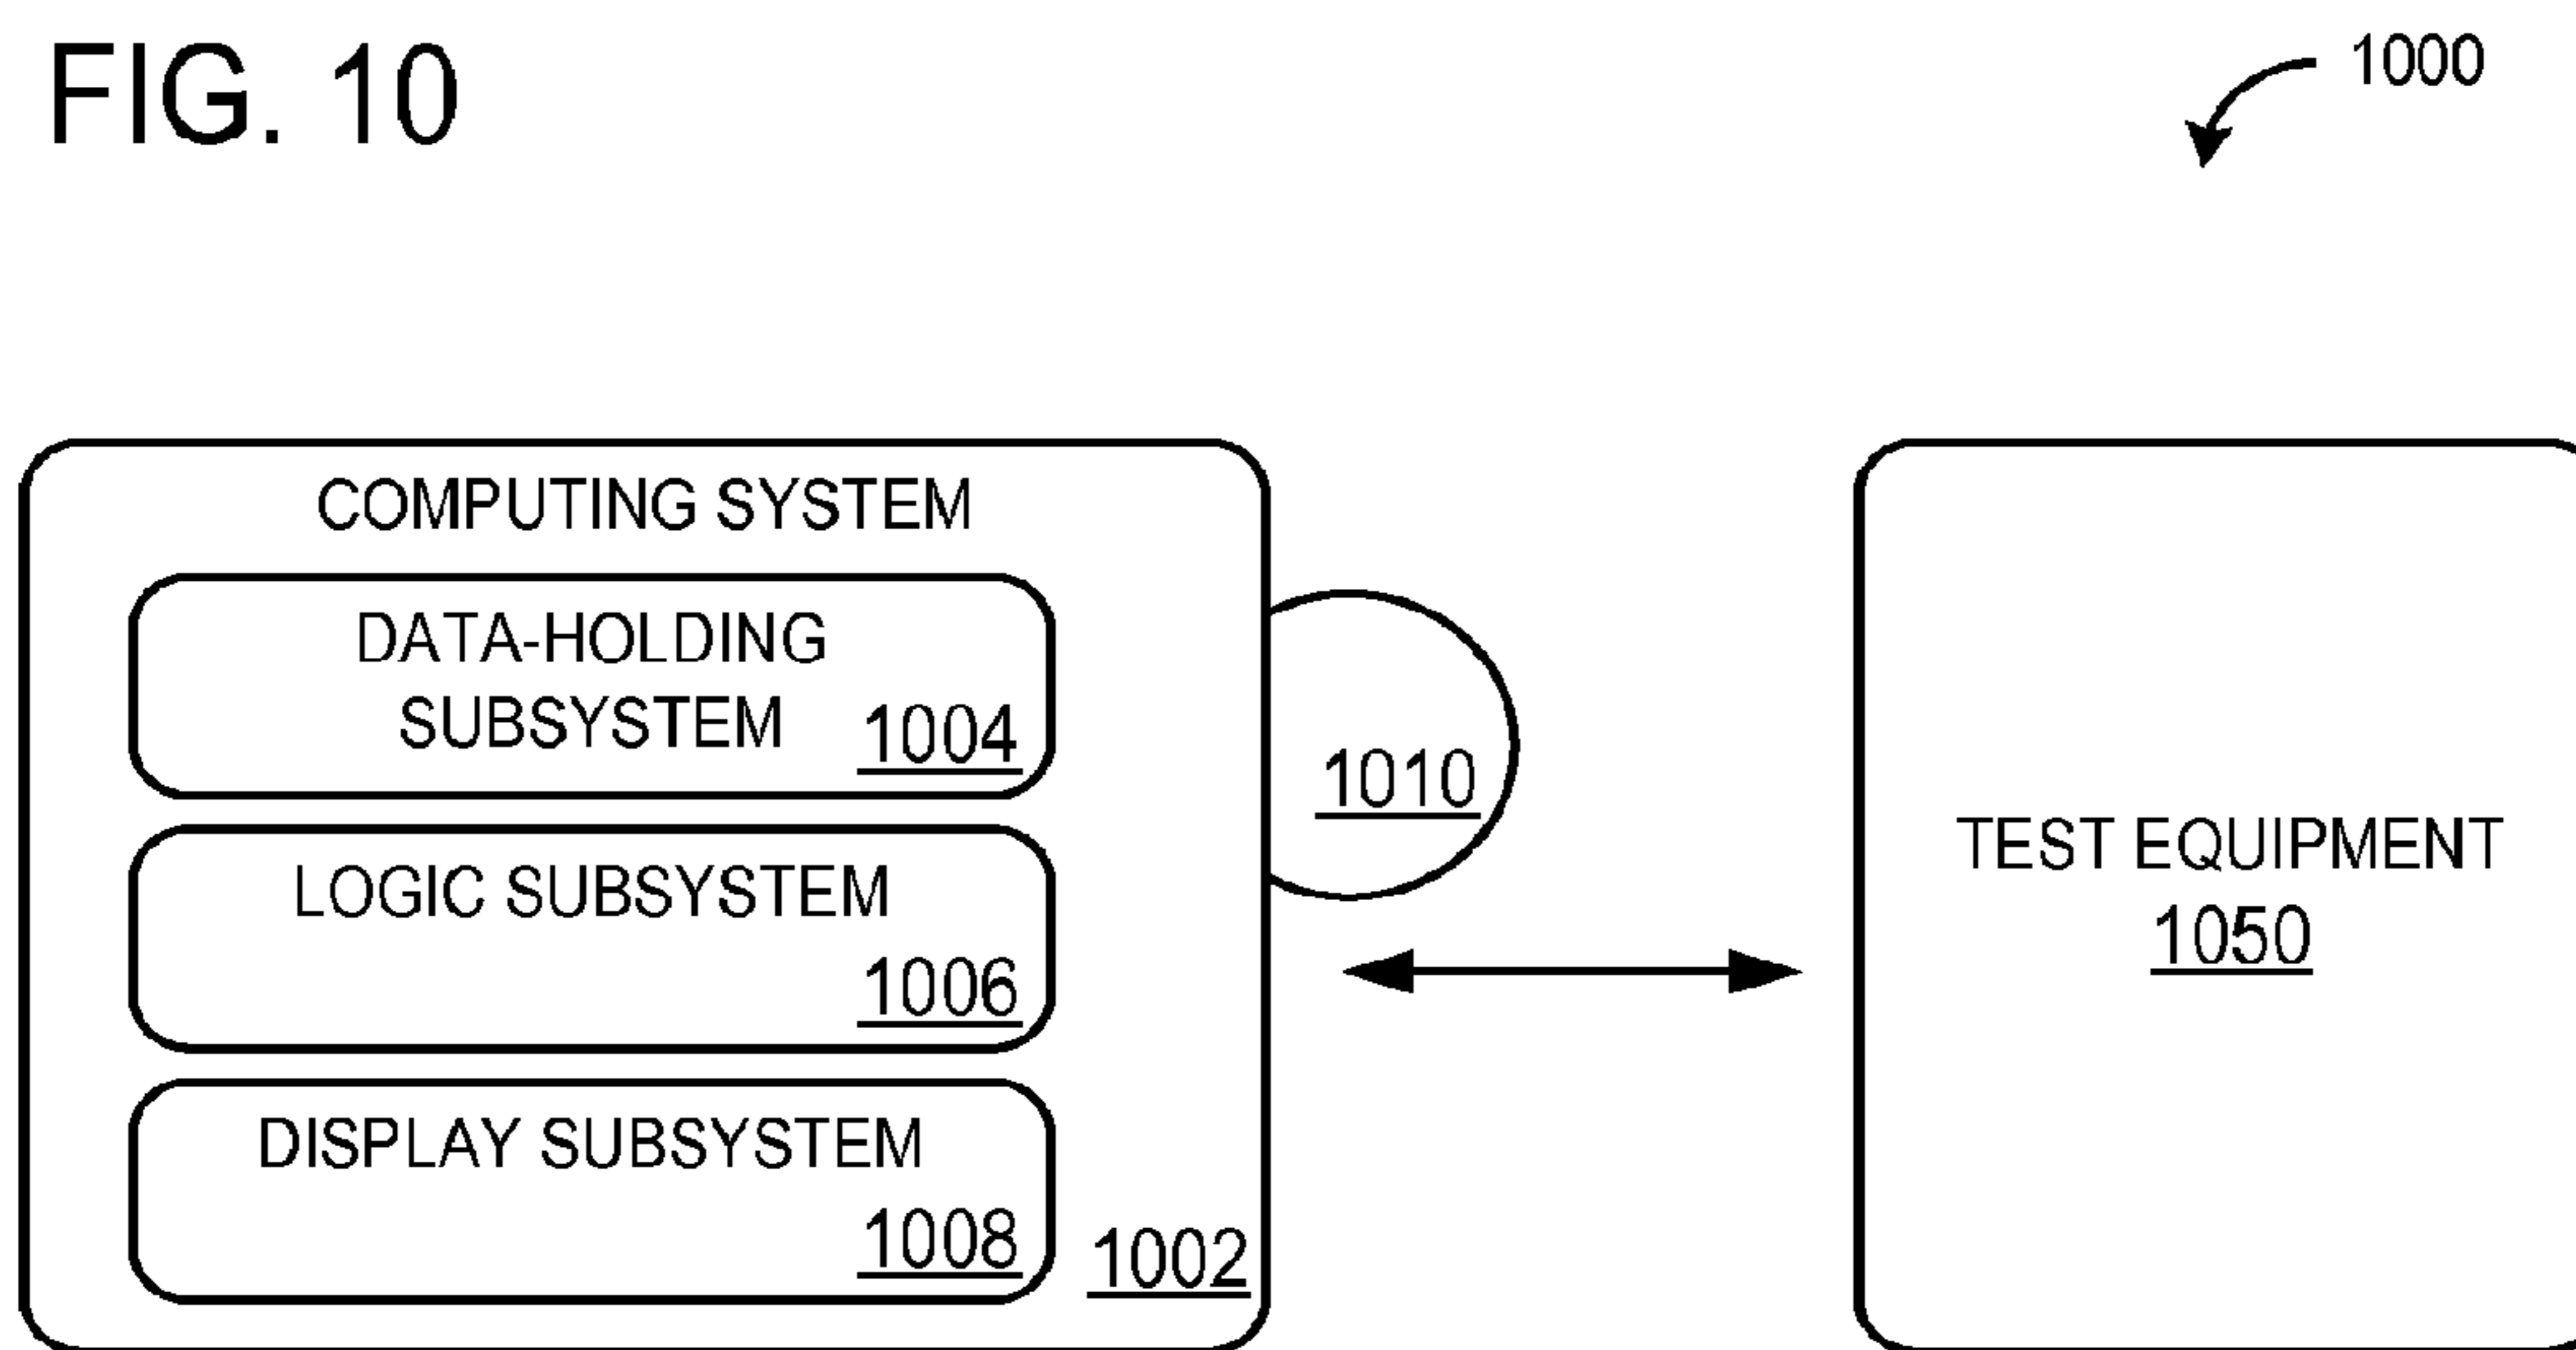 FIG. 10
1000
COMPUTING SYSTEM
DATA-HOLDING
SUBSYSTEM 1004
LOGIC SUBSYSTEM
1006
DISPLAY SUBSYSTEM
1008
1002
1010
TEST EQUIPMENT
1050